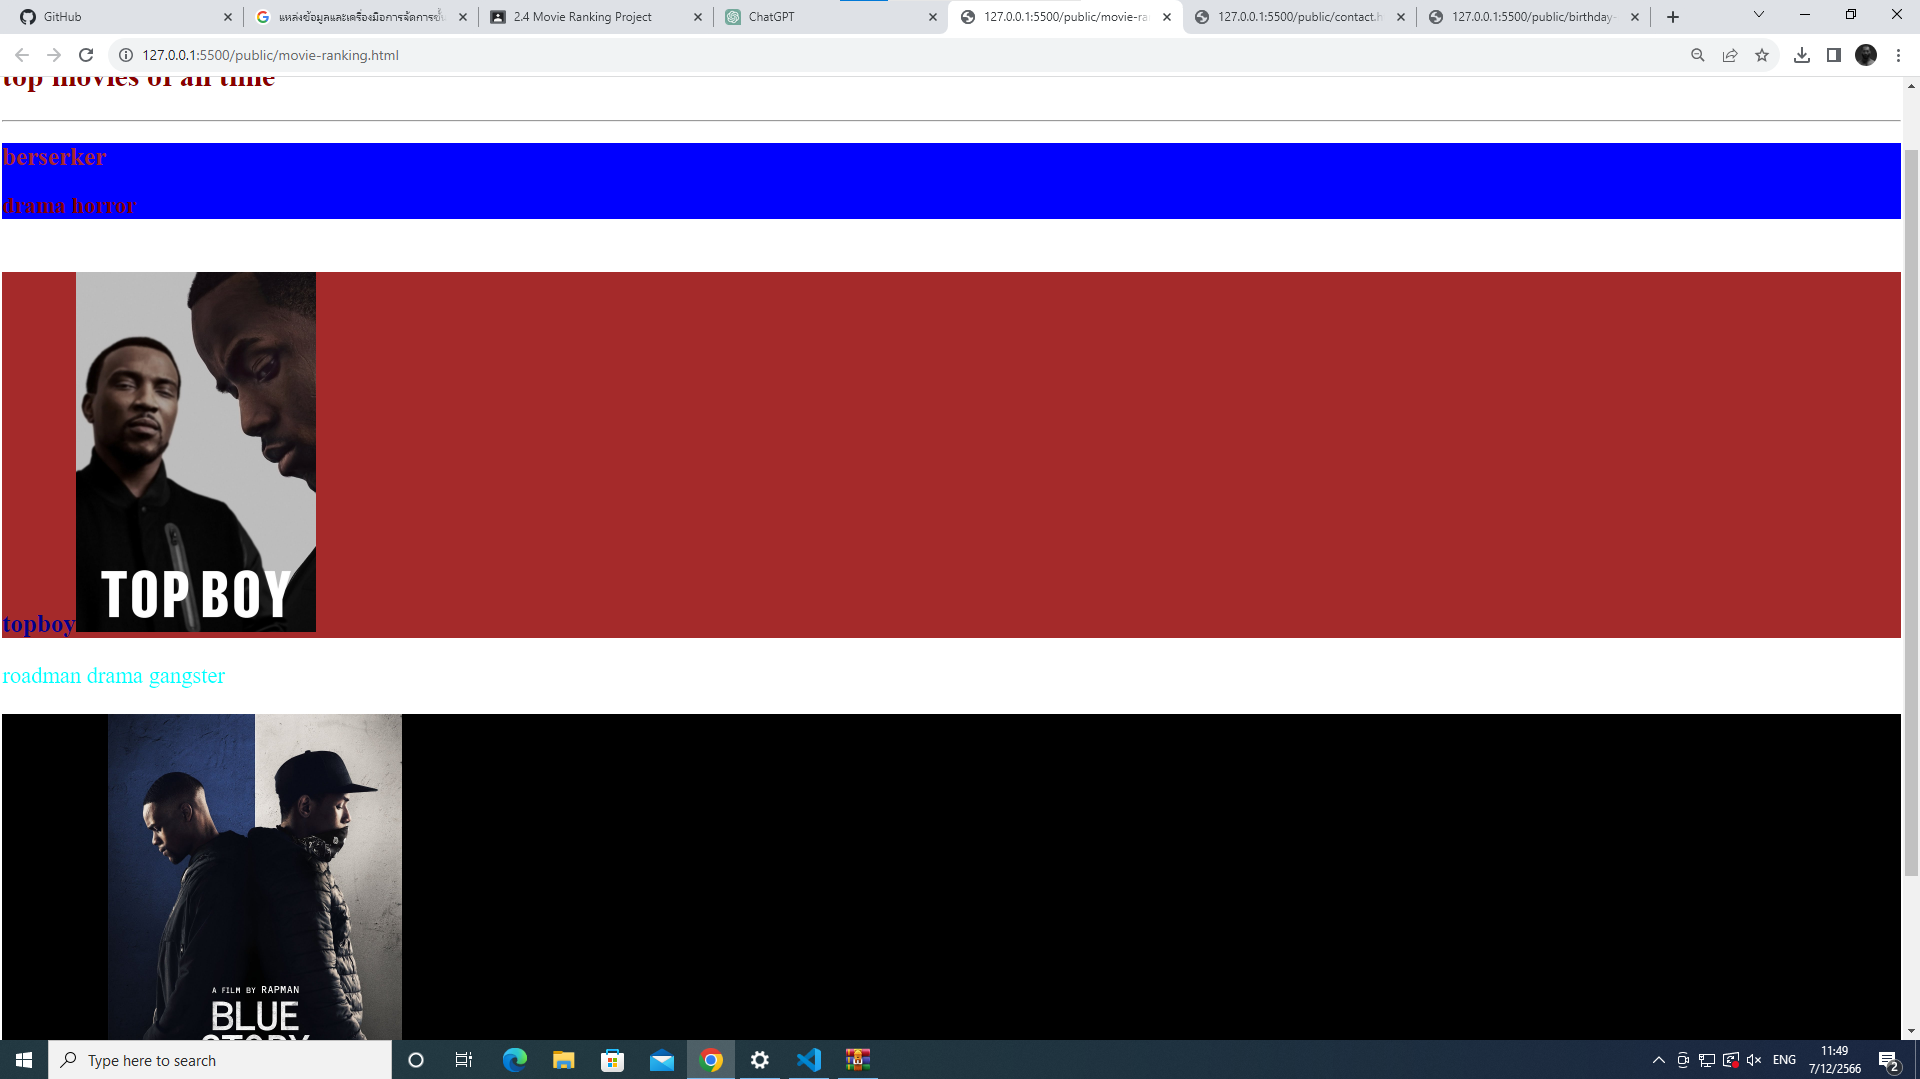 GitHub
แหล่งข้อมูลและเครื่องมือการจัดการขั้น
2.4 Movie Ranking Project
ChatGPT
127.0.0.1:5500/public/movie-ra
127.0.0.1:5500/public/contact.h
127.0.0.1:5500/public/birthday-
127.0.0.1:5500/public/movie-ranking.html
top movies of all time
berserker
drama horror
TOP BOY
topboy
roadman drama gangster
A FILM BY RAPMAN
BLUE
STORY
Type here to search
ENG
11:49
7/12/2566
2